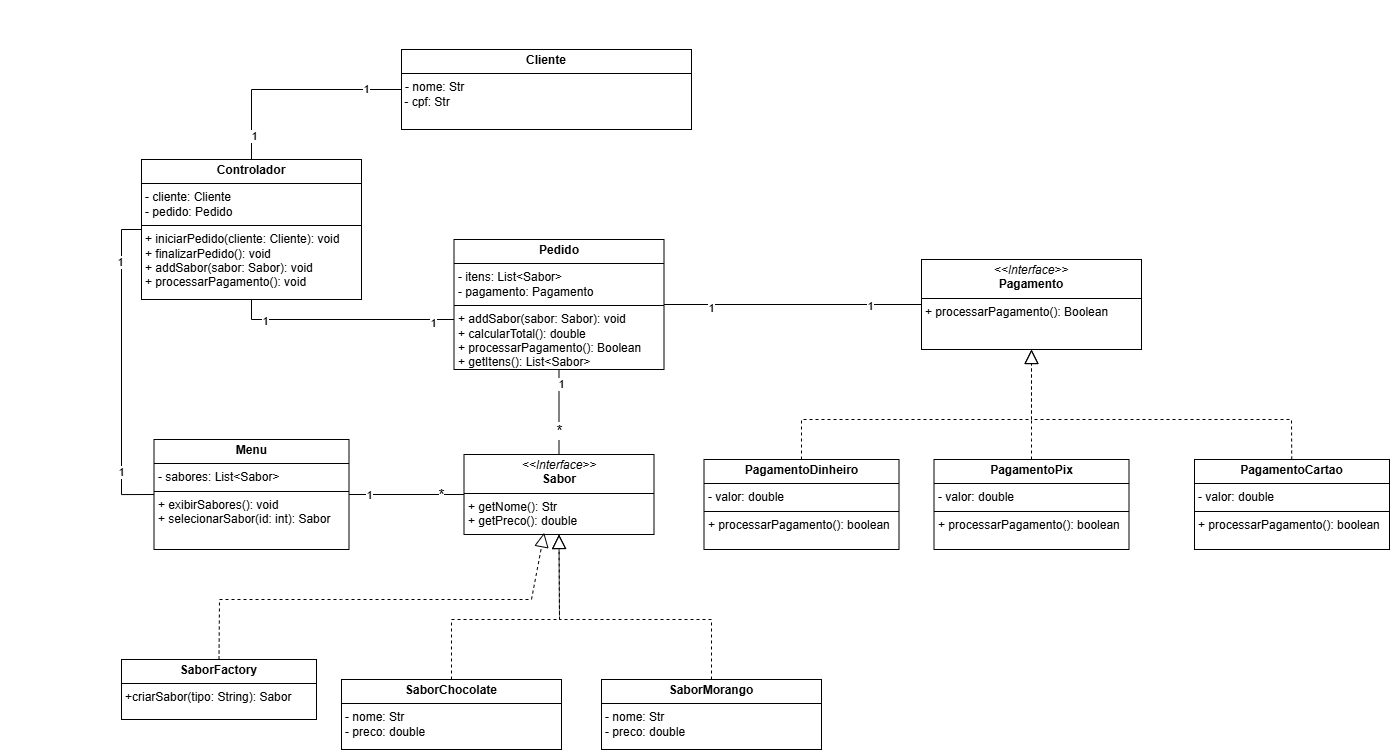 Cliente
- nome: Str
- cpf: Str
1
1
Controlador
- cliente: Cliente
- pedido: Pedido
+ iniciarPedido(cliente: Cliente): void
+ finalizarPedido(): void
+ addSabor(sabor: Sabor): void
+ processarPagamento(): void
1
1
1
1
Pedido
- itens: List<Sabor>
- pagamento: Pagamento
+ addSabor(sabor: Sabor): void
+ calcularTotal(): double
+ processarPagamento(): Boolean
+ getItens(): List<Sabor>
1
1
<<Interface>>
Pagamento
+ processarPagamento(): Boolean
1
*
Menu
- sabores: List<Sabor>
+ exibirSabores(): void
+ selecionarSabor(id: int): Sabor
1
*
<<Interface>>
Sabor
+ getNome(): Str
+ getPreco(): double
PagamentoDinheiro
- valor: double
+ processarPagamento(): boolean
PagamentoPix
- valor: double
+ processarPagamento(): boolean
PagamentoCartao
- valor: double
+ processarPagamento(): boolean
SaborFactory
+criarSabor(tipo: String): Sabor
SaborChocolate
- nome: Str
- preco: double
SaborMorango
- nome: Str
- preco: double